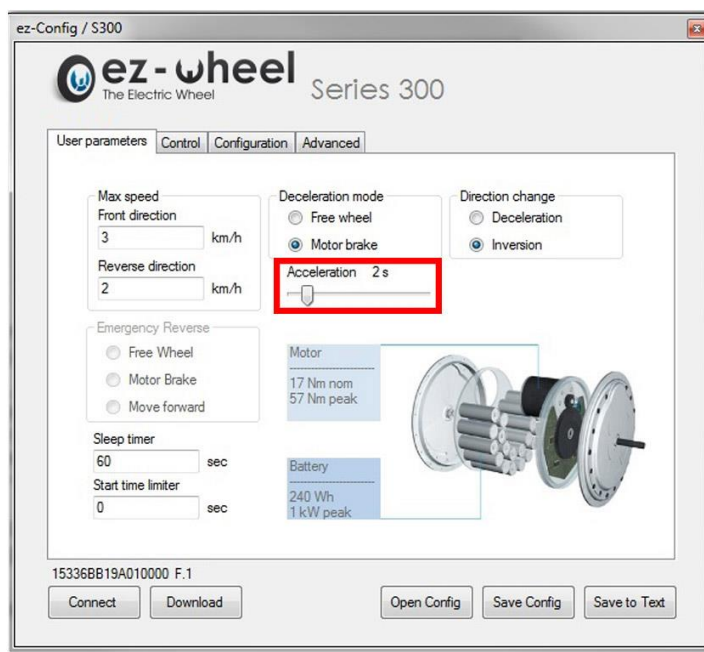 ez-Config / S300
ez-wheel
The Electric Wheel
Series 300
User parameters Control Configuration Advanced
Max speed
Front direction
3 km/h
Reverse direction
2 km/h
Deceleration mode
Free wheel
Motor brake
Direction change
Deceleration
Inversion
Acceleration 2 s
Emergency Reverse
Free Wheel
Motor Brake
Move forward
Sleep timer
60 sec
Start time limiter
0 sec
Motor
17 Nm nom
57 Nm peak
Battery
240 Wh
1 kW peak
15336BB19A010000 F.1
Connect Download Open Config Save Config Save to Text